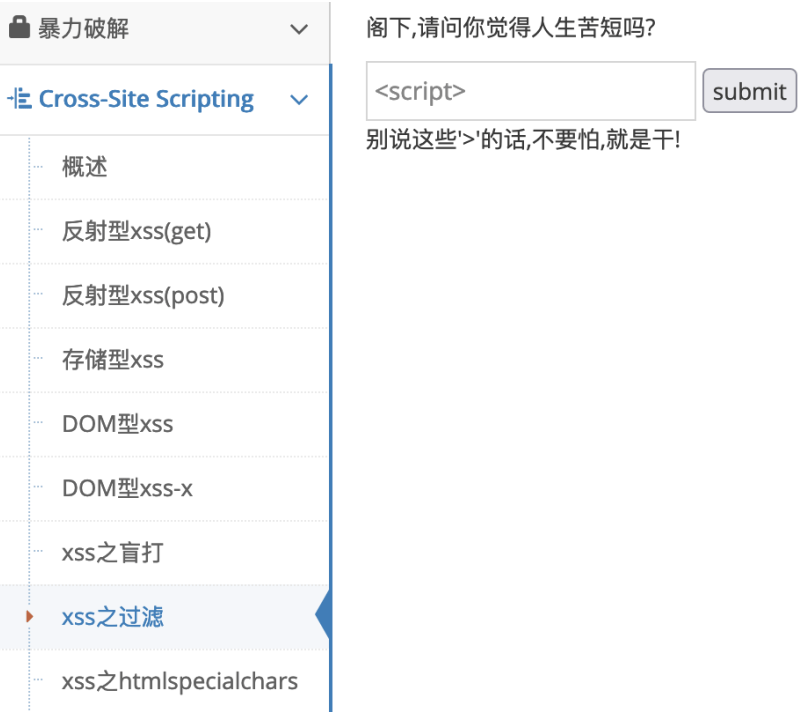 暴力破解
Cross-Site Scripting
概述
反射型xss(get)
反射型xss(post)
存储型xss
DOM型xss
DOM型xss-x
xss之盲打
xss之过滤
xss之htmlspecialchars
阁下,请问你觉得人生苦短吗?
<script>
submit
别说这些'>'的话,不要怕,就是干!